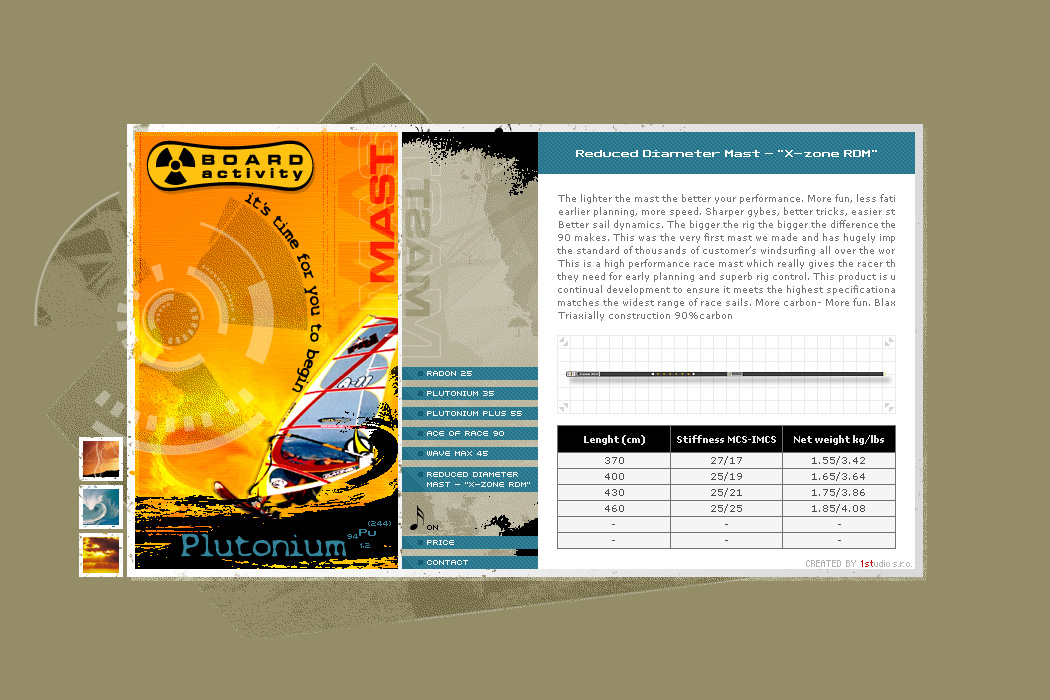 BOARD
activity
it's time for you to begin
MAST
MAST
(244)
94Pu
1.2
Plutonium
RADON 25
PLUTONIUM 35
PLUTONIUM PLUS 55
ACE OF RACE 90
WAVE MAX 45
REDUCED DIAMETER
MAST - "X-ZONE RDM"
ON
PRICE
CONTACT
Reduced Diameter Mast - "X-zone RDM"
The lighter the mast the better your performance. More fun, less fati
earlier planning, more speed. Sharper gybes, better tricks, easier st
Better sail dynamics. The bigger the rig the bigger the difference the
90 makes. This was the very first mast we made and has hugely imp
the standard of thousands of customer's windsurfing all over the wor
This is a high performance race mast which really gives the racer th
they need for early planning and superb rig control. This product is u
continual development to ensure it meets the highest specificationa
matches the widest range of race sails. More carbon- More fun. Blax
Triaxially construction 90%carbon
Lenght (cm) Stiffness MCS-IMCS Net weight kg/lbs
370 27/17 1.55/3.42
400 25/19 1.65/3.64
430 25/21 1.75/3.86
460 25/25 1.85/4.08
- - -
- - -
CREATED BY 1studio s.r.o.